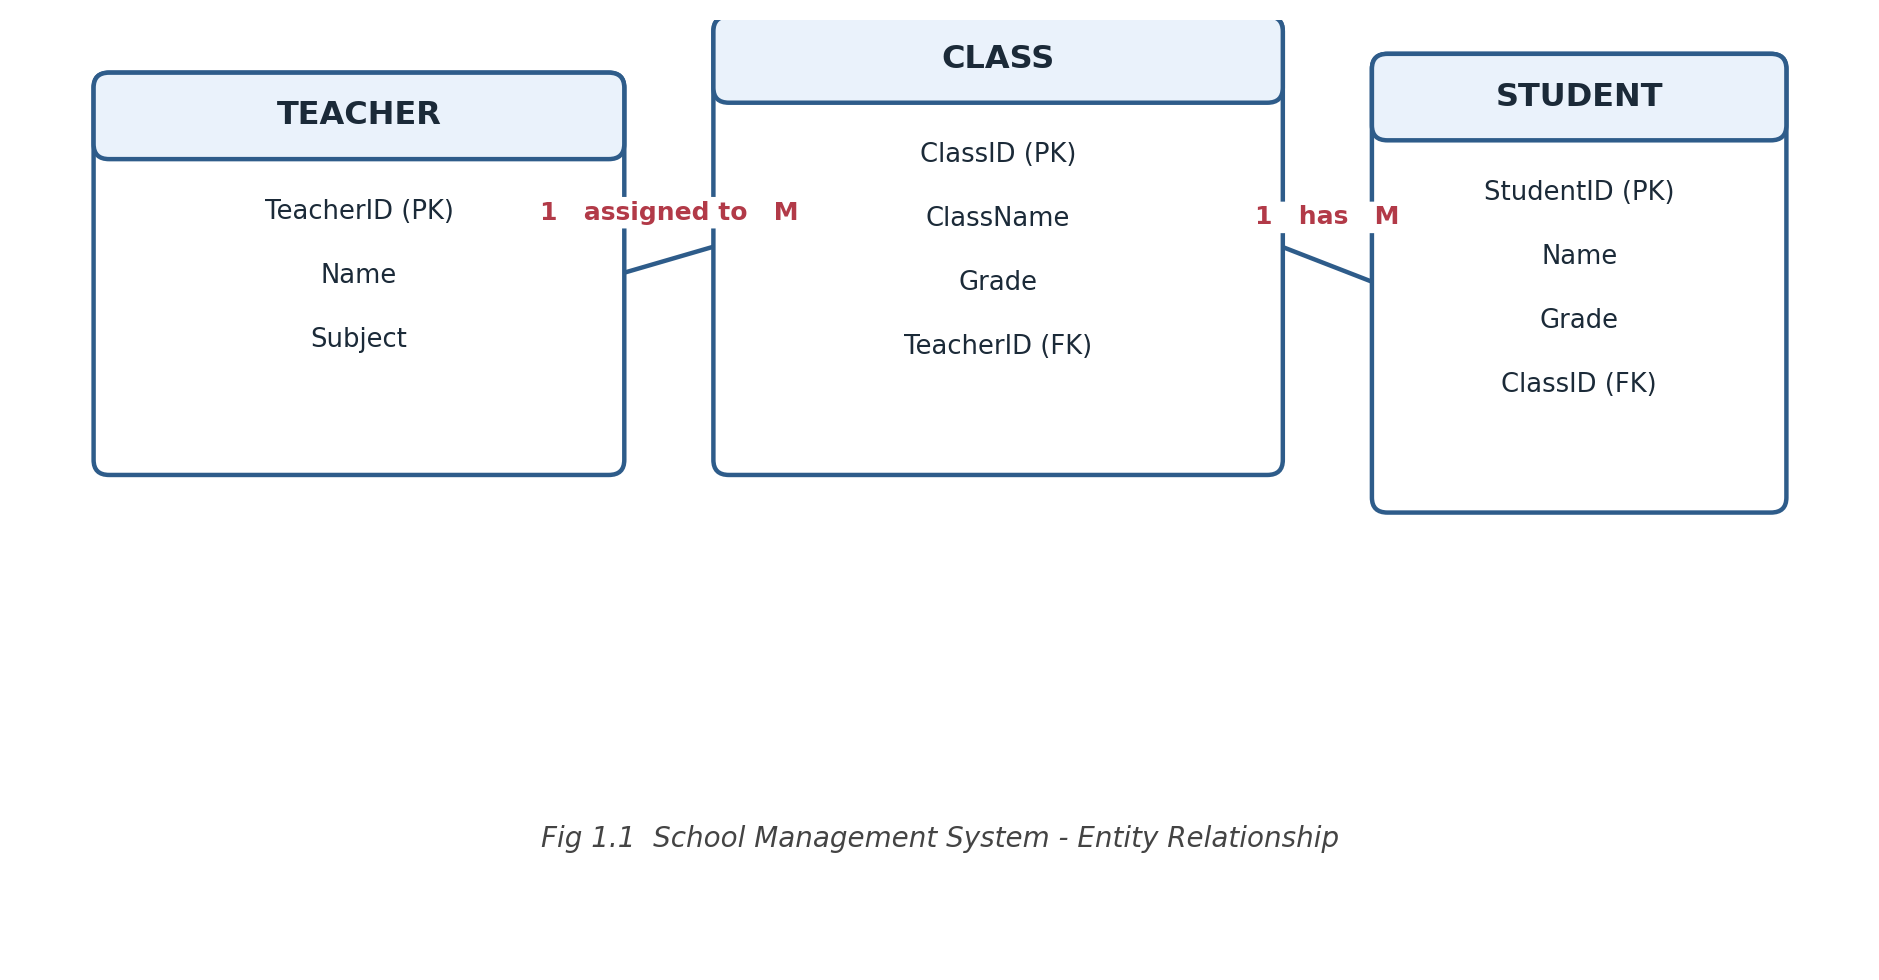 TEACHER
TeacherID (PK)
Name
Subject
1 assigned to M
CLASS
ClassID (PK)
ClassName
Grade
TeacherID (FK)
1 has M
STUDENT
StudentID (PK)
Name
Grade
ClassID (FK)
Fig 1.1 School Management System - Entity Relationship